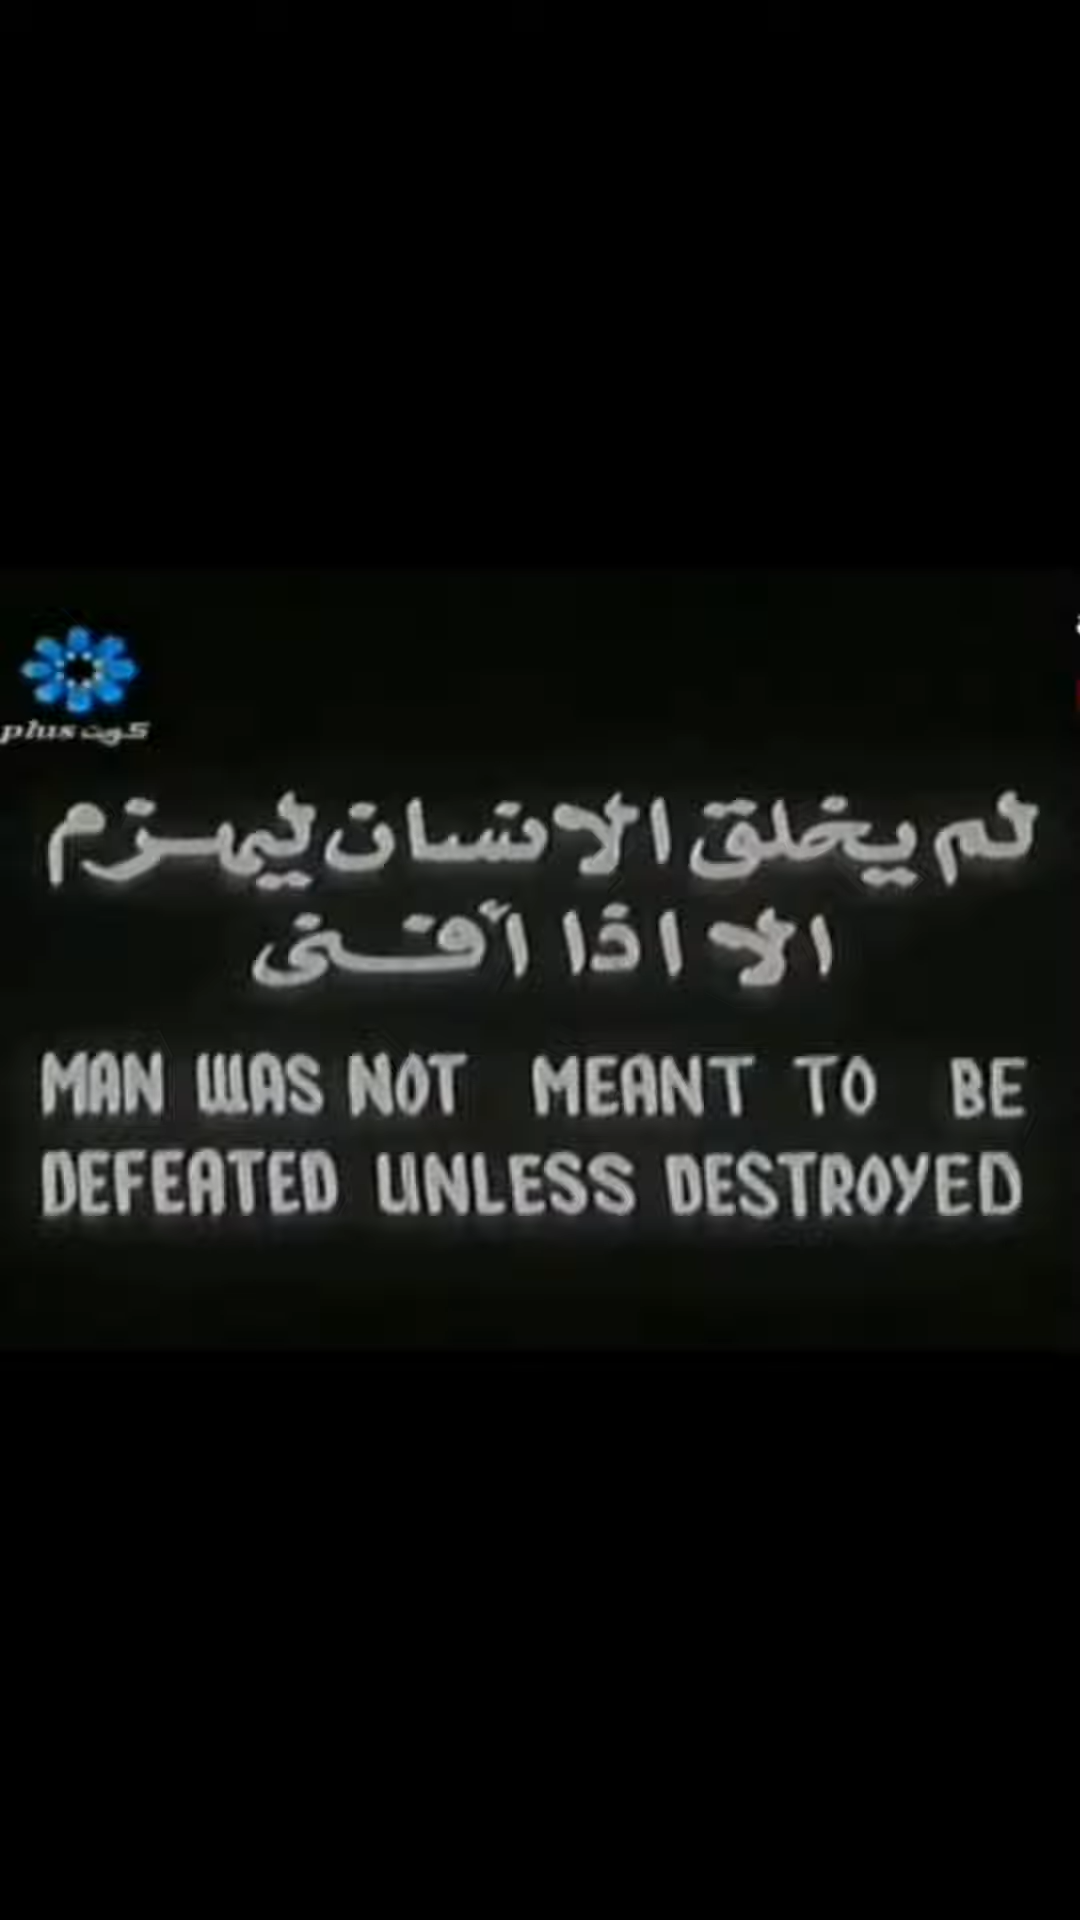 plus كويت
لم يخلق الانسان ليهزم
الا اذا أفنى
MAN WAS NOT MEANT TO BE
DEFEATED UNLESS DESTROYED